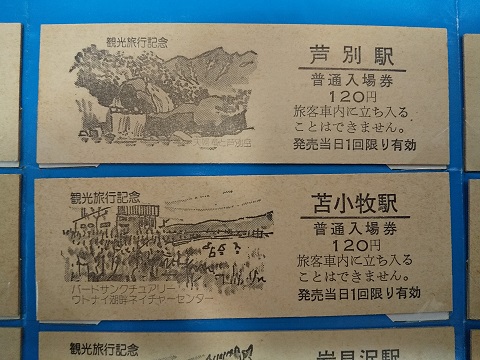 観光旅行記念
芦別駅
普通入場券
120円
旅客車内に立ち入る
ことはできません。
発売当日1回限り有効
観光旅行記念
バードサンクチュアリー
ウトナイ湖畔ネイチャーセンター
苫小牧駅
普通入場券
120円
旅客車内に立ち入る
ことはできません。
発売当日1回限り有効
観光旅行記念
岩見沢駅